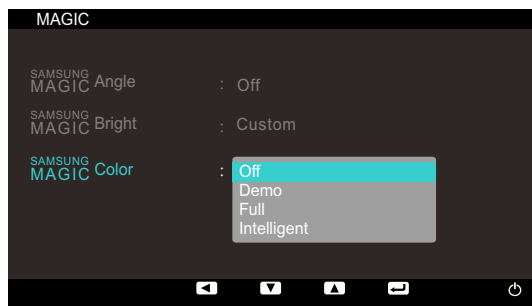 MAGIC
SAMSUNG MAGIC Angle : Off
SAMSUNG MAGIC Bright : Custom
SAMSUNG MAGIC Color : Off
Demo
Full
Intelligent